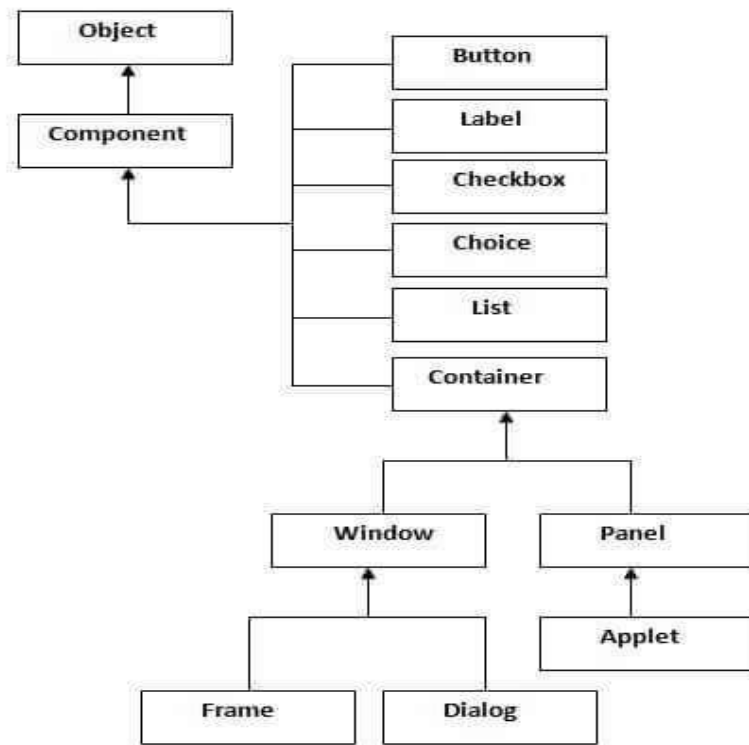 Object
Button
Label
Component
Checkbox
Choice
List
Container
Window
Panel
Applet
Frame
Dialog